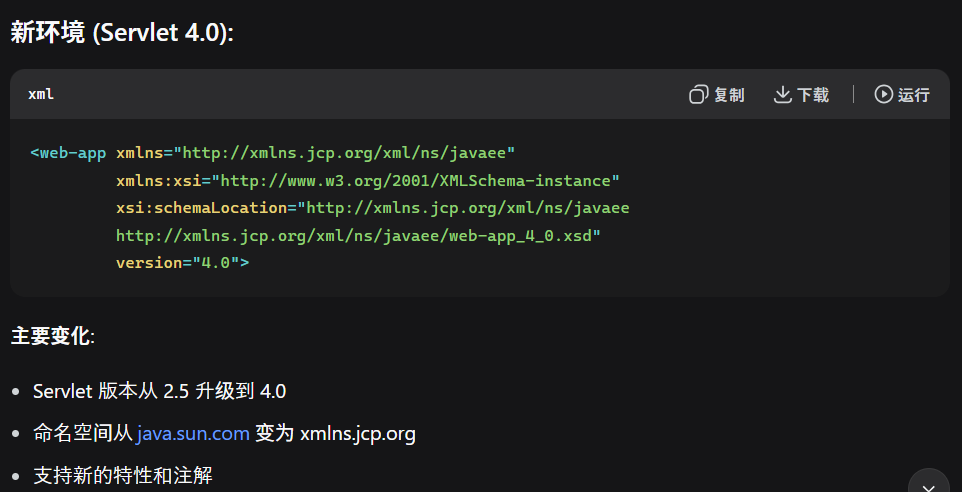 新环境 (Servlet 4.0):
xml 复制 下载 运行
<web-app xmlns="http://xmlns.jcp.org/xml/ns/javaee"
xmlns:xsi="http://www.w3.org/2001/XMLSchema-instance"
xsi:schemaLocation="http://xmlns.jcp.org/xml/ns/javaee
http://xmlns.jcp.org/xml/ns/javaee/web-app_4_0.xsd"
version="4.0">
主要变化:
Servlet 版本从 2.5 升级到 4.0
命名空间从 java.sun.com 变为 xmlns.jcp.org
支持新的特性和注解